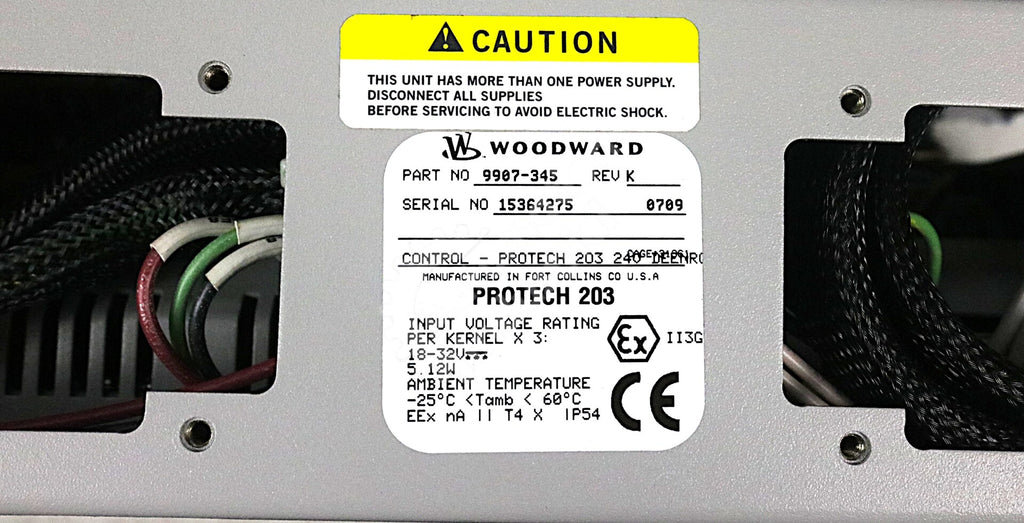 CAUTION
THIS UNIT HAS MORE THAN ONE POWER SUPPLY.
DISCONNECT ALL SUPPLIES
BEFORE SERVICING TO AVOID ELECTRIC SHOCK.
WOODWARD
PART NO 9907-345 REV K
SERIAL NO 15364275 0709
CONTROL - PROTECH 203 240
MANUFACTURED IN FORT COLLINS CO U.S.A
PROTECH 203
INPUT VOLTAGE RATING
PER KERNEL X 3:
18-32V⎓
5.12W
Ex II3G
AMBIENT TEMPERATURE
-25°C <Tamb < 60°C
EEx nA II T4 X IP54
CE